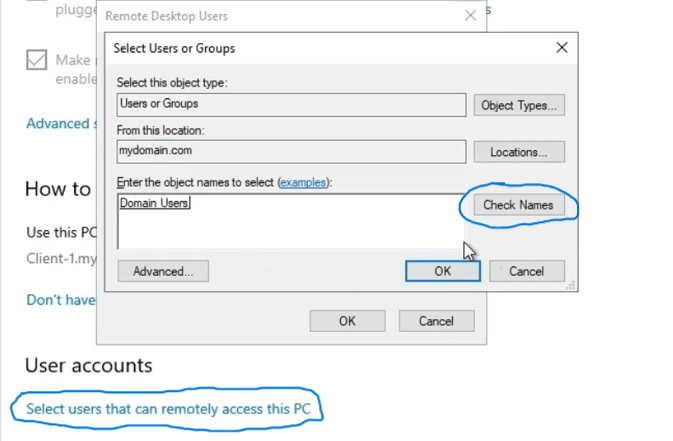 plugge
Remote Desktop Users
s
Select Users or Groups
Make
enable
Select this object type:
Users or Groups
Object Types...
From this location:
Advanced s
mydomain.com
Locations...
Enter the object names to select (examples):
How to
Domain Users
Check Names
Use this PC
Client-1.my
Advanced...
OK
Cancel
Don't have
OK
Cancel
User accounts
Select users that can remotely access this PC